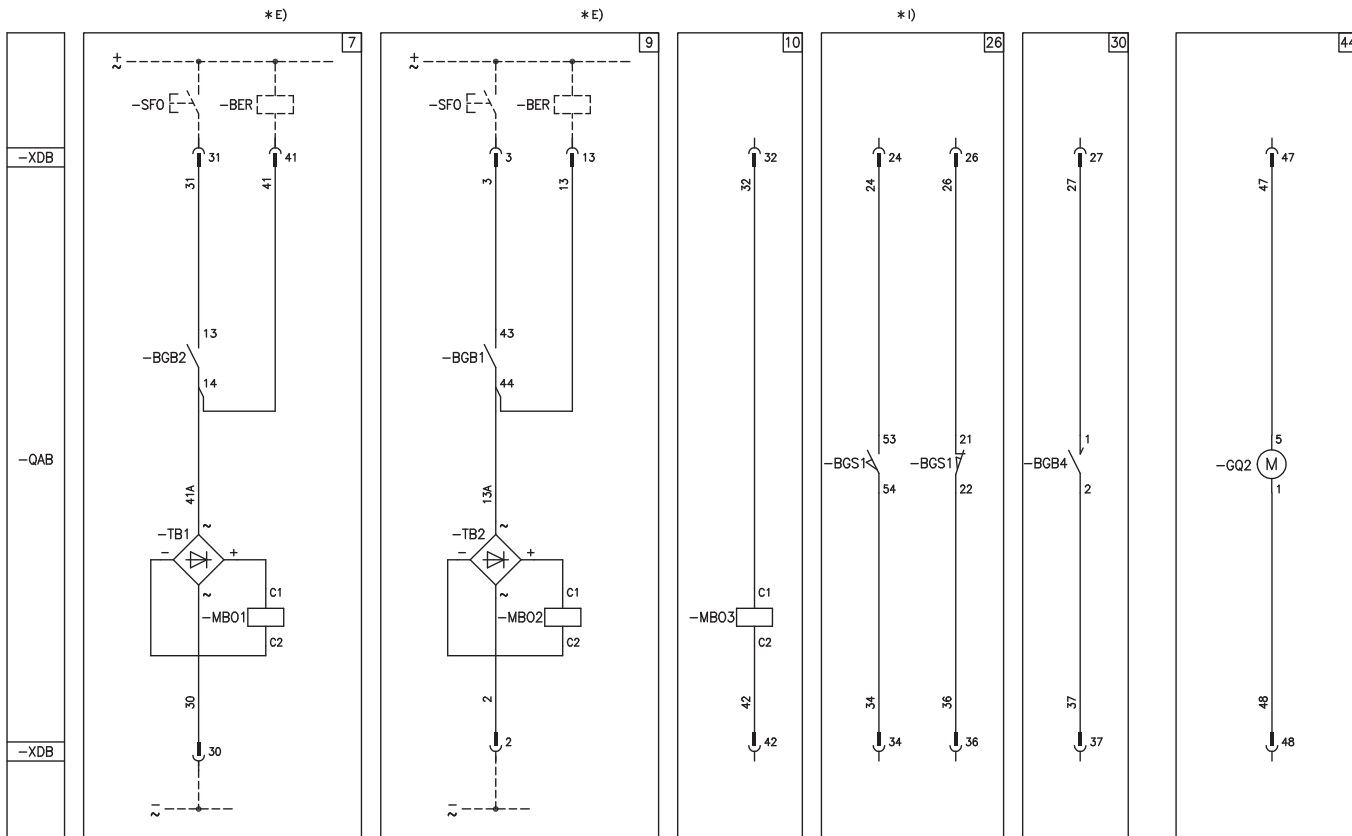 *E)
*E)
*I)
7
9
10
26
30
44
+
~
+
~
-SFO
-BER
-SFO
-BER
-XDB
31
41
3
13
32
24
26
27
47
31
41
3
13
32
24
26
27
47
13
43
-BGB2
-BGB1
14
44
-QAB
53
21
1
5
-BGS1
-BGS1
-BGB4
-GQ2
M
54
22
2
1
41A
13A
-TB1
~
-TB2
~
-
+
-
+
~
C1
~
C1
C1
-MBO1
-MBO2
-MBO3
C2
C2
C2
30
2
42
34
36
37
48
-XDB
30
2
42
34
36
37
48
-
~
-
~